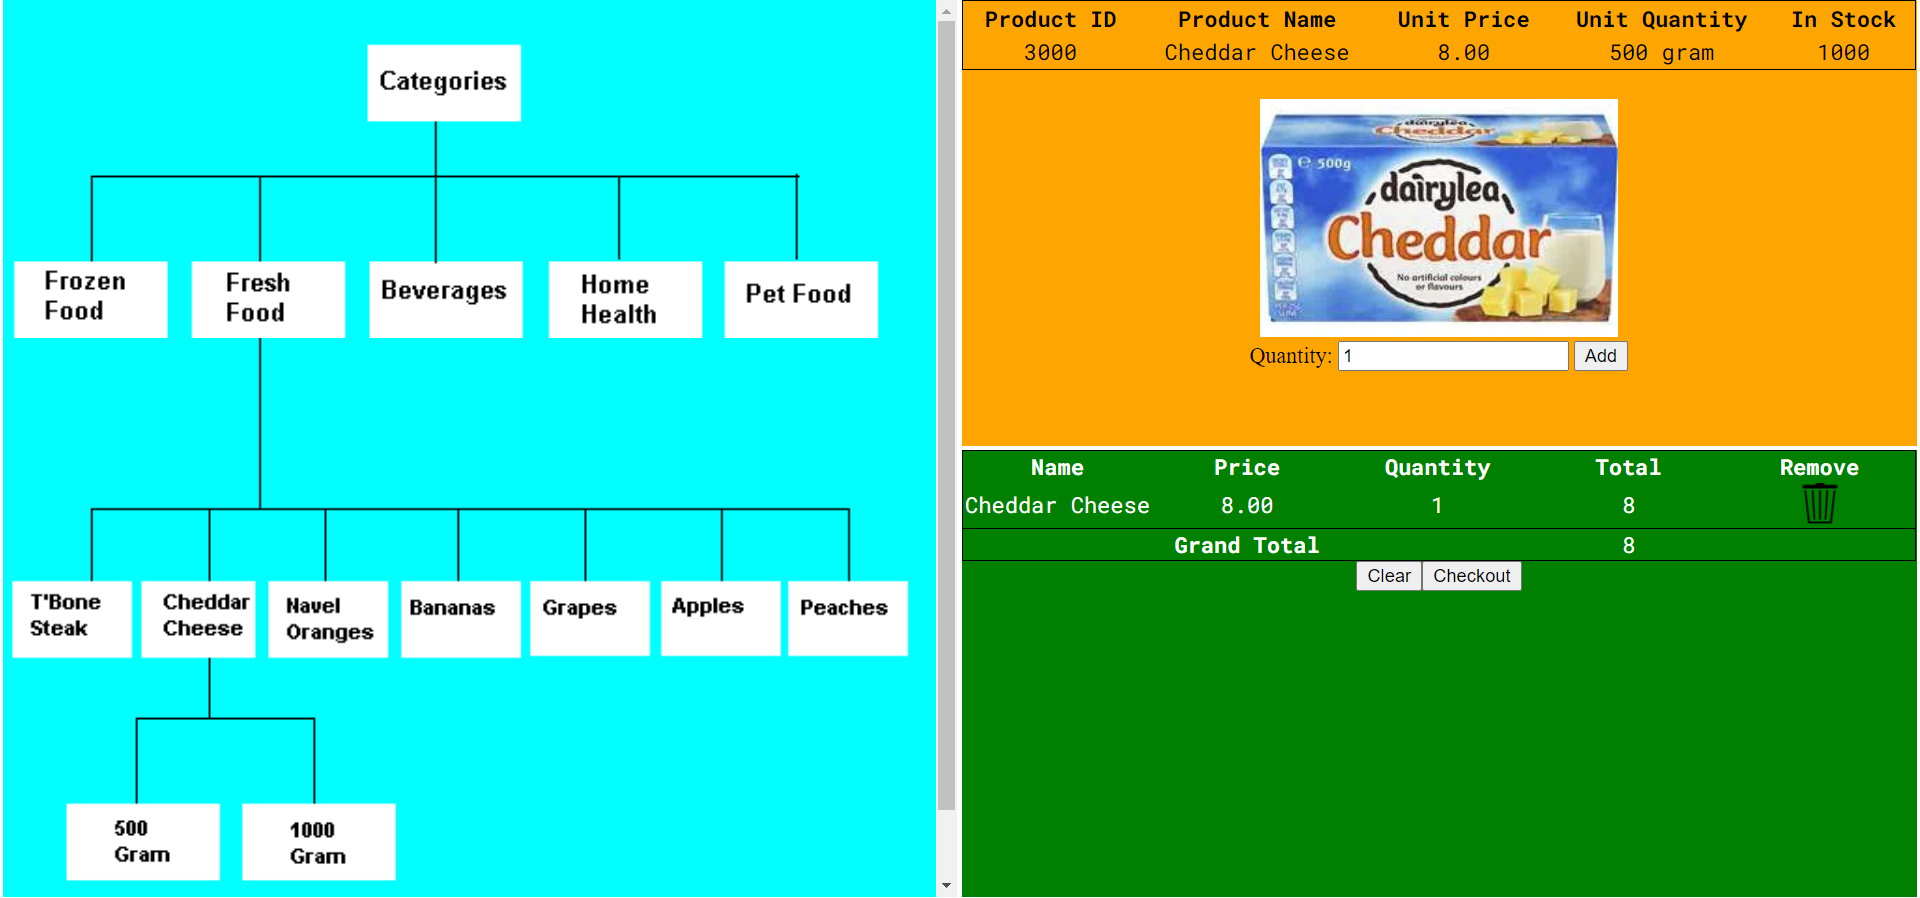 Categories
Frozen
Food
Fresh
Food
Beverages
Home
Health
Pet Food
T'Bone
Steak
Cheddar
Cheese
Navel
Oranges
Bananas
Grapes
Apples
Peaches
500
Gram
1000
Gram
Product ID Product Name Unit Price Unit Quantity In Stock
3000 Cheddar Cheese 8.00 500 gram 1000
dairylea
Cheddar
e 500g
dairylea
Cheddar
No artificial colours
or flavours
Quantity: 1 Add
Name Price Quantity Total Remove
Cheddar Cheese 8.00 1 8
Grand Total 8
Clear Checkout